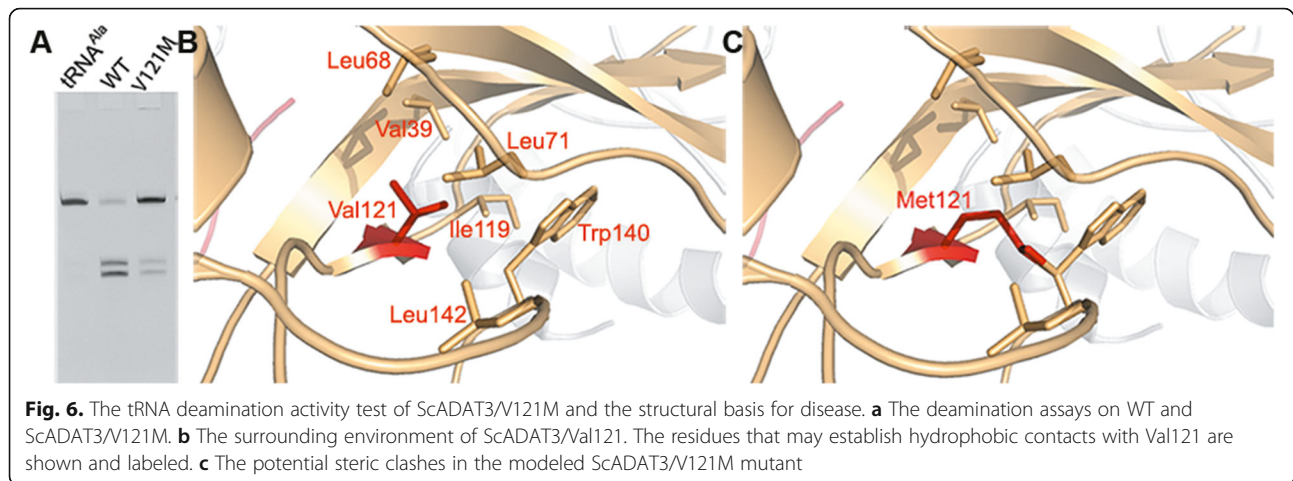 A
B
C
tRNA^Ala
WT
V121M
Leu68
Val39
Leu71
Val121
Ile119
Trp140
Leu142
Met121
Fig. 6. The tRNA deamination activity test of ScADAT3/V121M and the structural basis for disease. a The deamination assays on WT and
ScADAT3/V121M. b The surrounding environment of ScADAT3/Val121. The residues that may establish hydrophobic contacts with Val121 are
shown and labeled. c The potential steric clashes in the modeled ScADAT3/V121M mutant